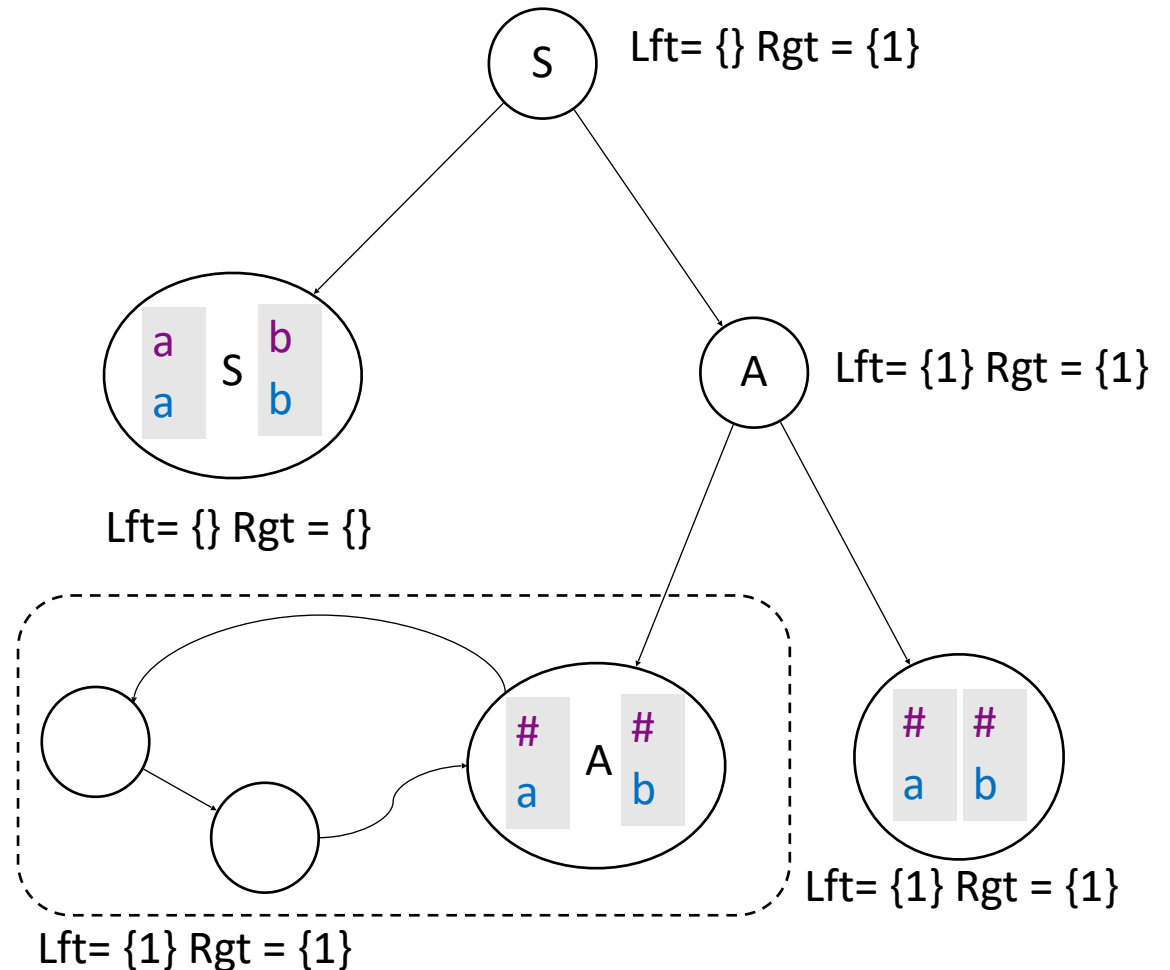 S
Lft= {} Rgt = {1}
a S b
a b
Lft= {} Rgt = {}
A
Lft= {1} Rgt = {1}
# A #
a b
Lft= {1} Rgt = {1}
# #
a b
Lft= {1} Rgt = {1}